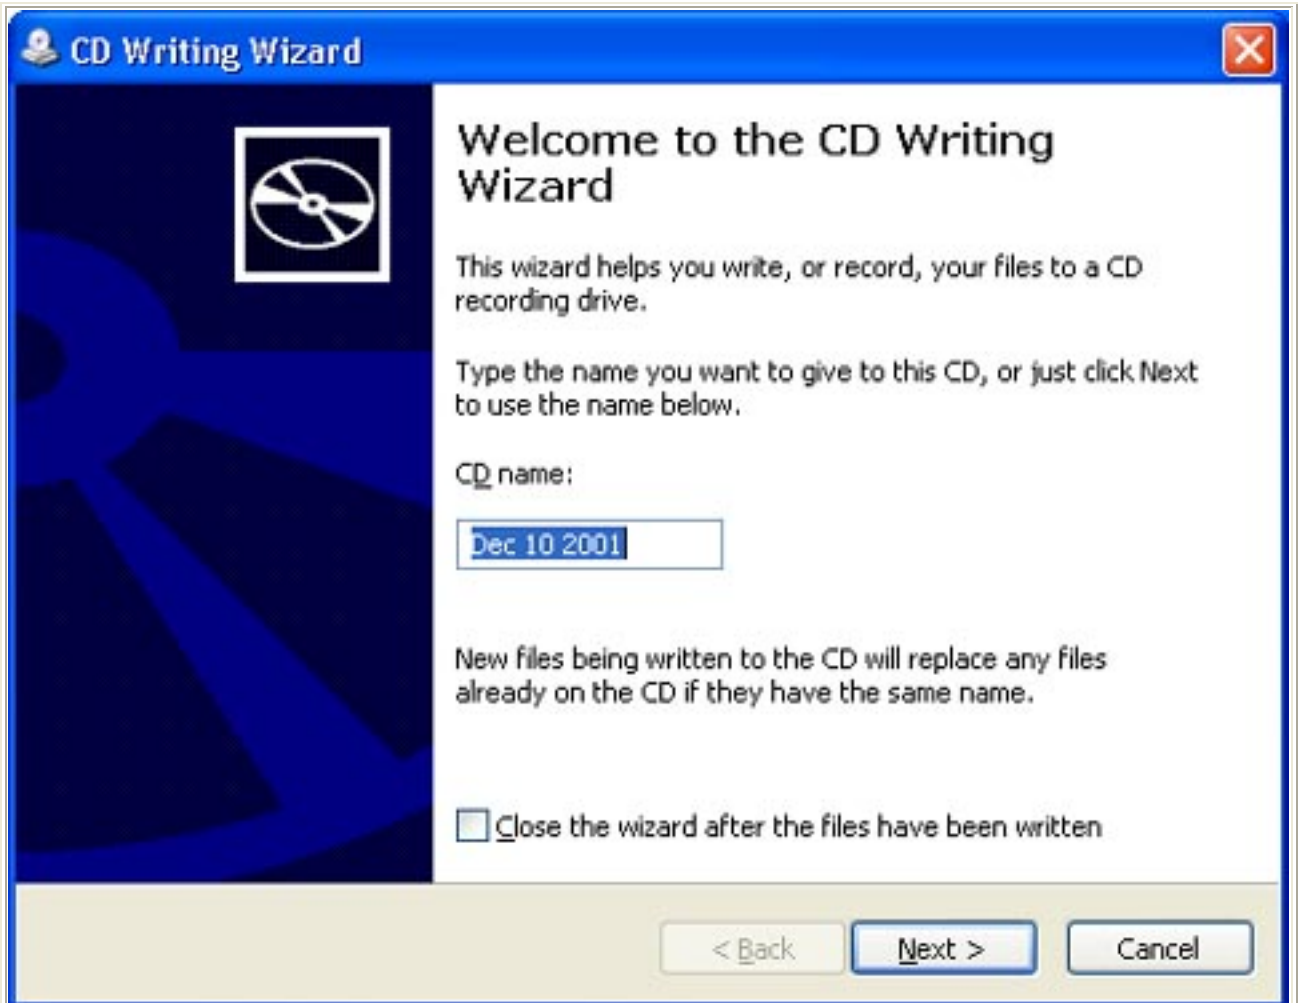 CD Writing Wizard
Welcome to the CD Writing
Wizard
This wizard helps you write, or record, your files to a CD
recording drive.
Type the name you want to give to this CD, or just click Next
to use the name below.
CD name:
Dec 10 2001
New files being written to the CD will replace any files
already on the CD if they have the same name.
Close the wizard after the files have been written
< Back Next > Cancel